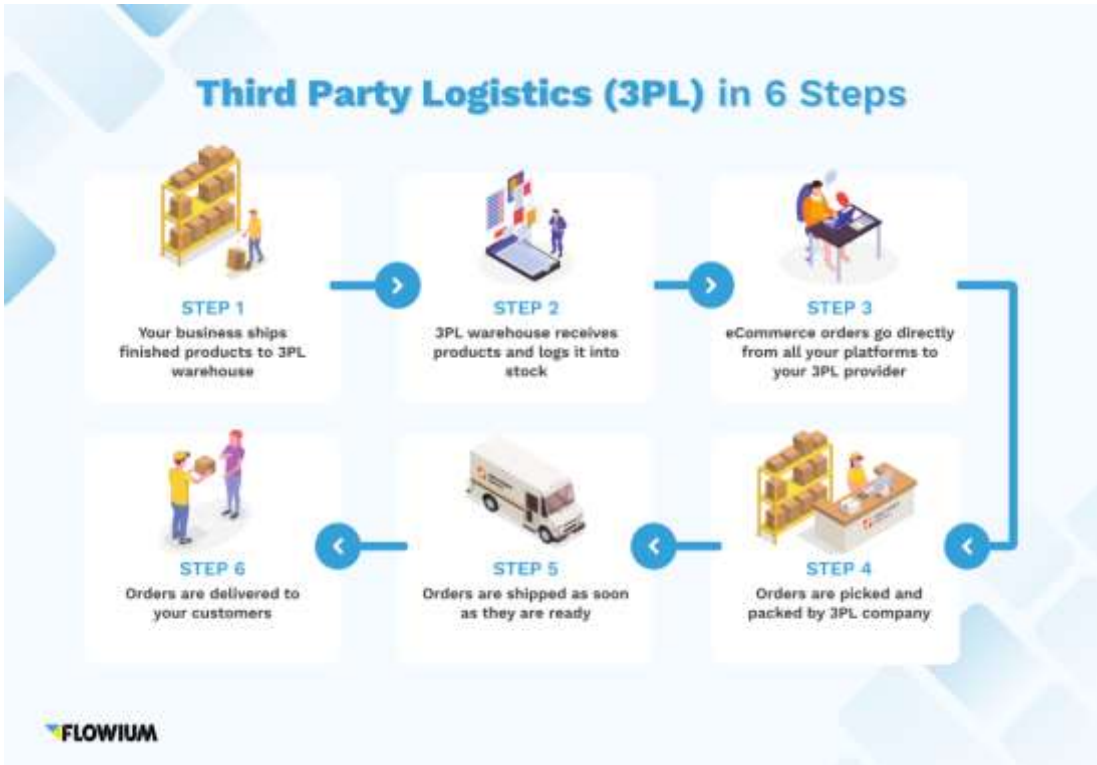 Third Party Logistics (3PL) in 6 Steps
STEP 1
Your business ships
finished products to 3PL
warehouse
STEP 2
3PL warehouse receives
products and logs it into
stock
STEP 3
eCommerce orders go directly
from all your platforms to
your 3PL provider
STEP 4
Orders are picked and
packed by 3PL company
STEP 5
Orders are shipped as soon
as they are ready
STEP 6
Orders are delivered to
your customers
FLOWIUM